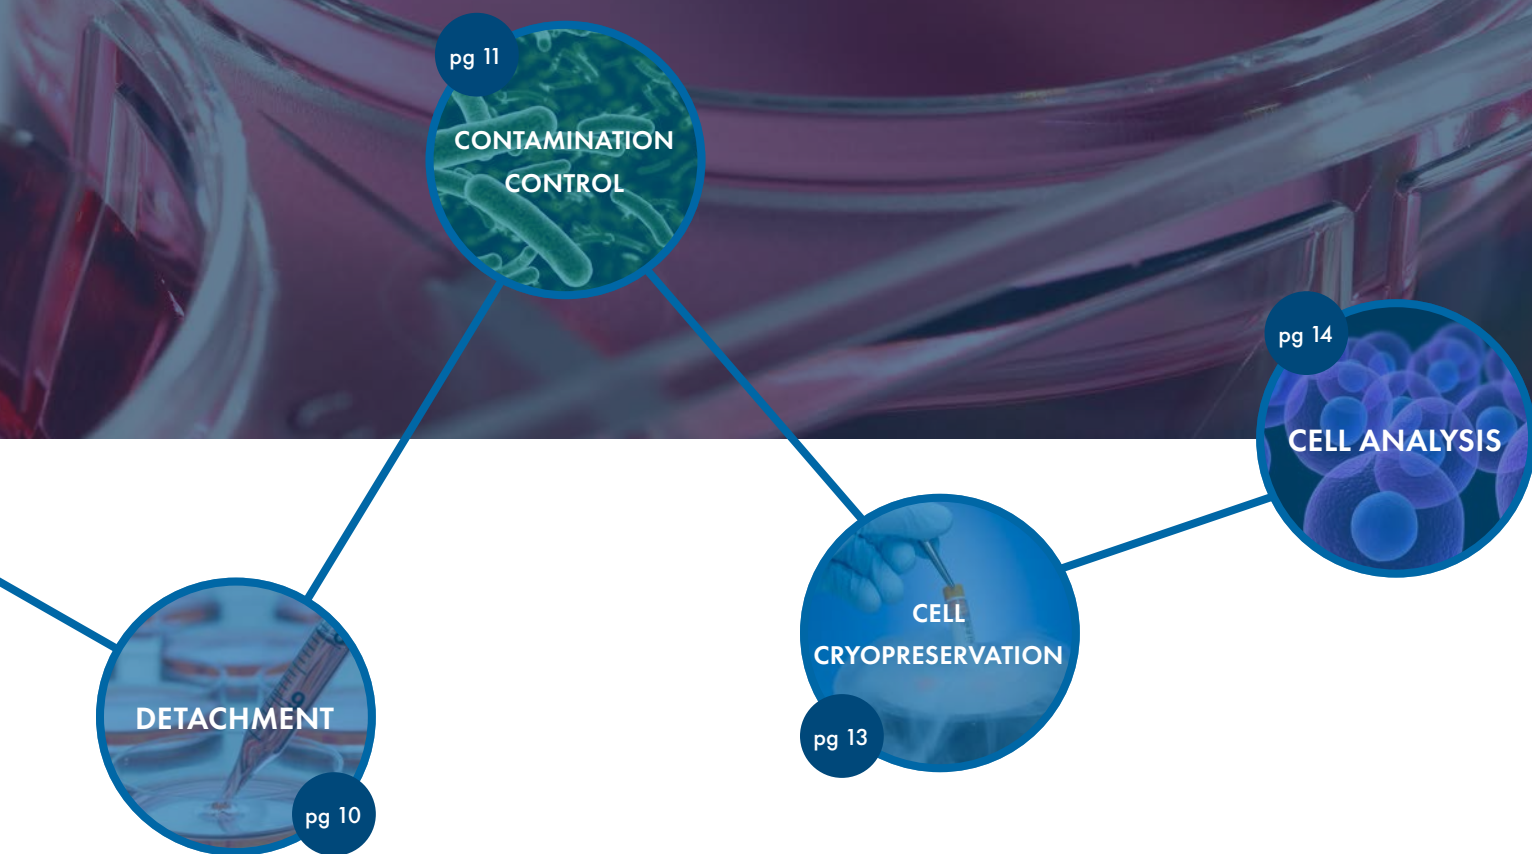 pg 11
CONTAMINATION
CONTROL
pg 14
CELL ANALYSIS
CELL
CRYOPRESERVATION
pg 13
DETACHMENT
pg 10